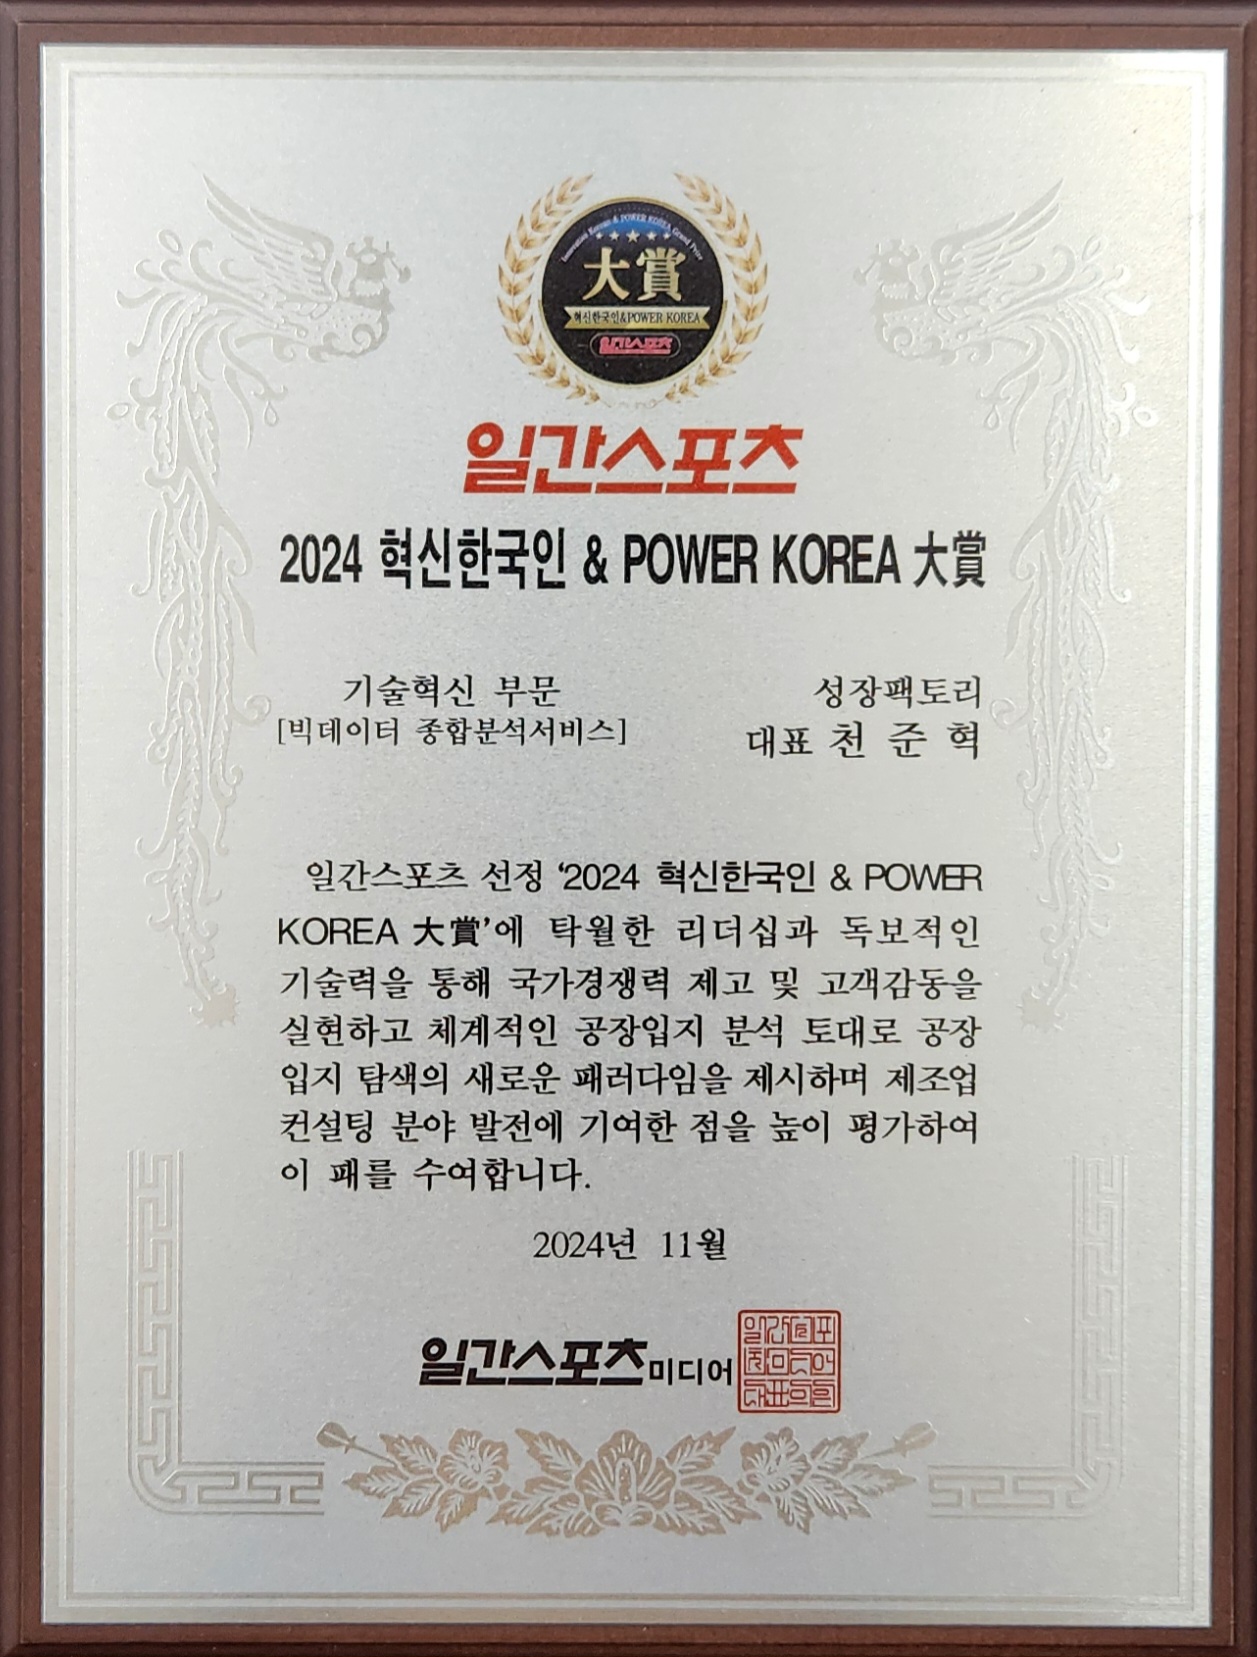 Innovation Korean & POWER KOREA Grand Prize
大賞
혁신한국인&POWER KOREA
일간스포츠
일간스포츠
2024 혁신한국인 & POWER KOREA 大賞
기술혁신 부문
[빅데이터 종합분석서비스]
성장팩토리
대표 천 준 혁
일간스포츠 선정 ‘2024 혁신한국인 & POWER
KOREA 大賞’에 탁월한 리더십과 독보적인
기술력을 통해 국가경쟁력 제고 및 고객감동을
실현하고 체계적인 공장입지 분석 토대로 공장
입지 탐색의 새로운 패러다임을 제시하며 제조업
컨설팅 분야 발전에 기여한 점을 높이 평가하여
이 패를 수여합니다.
2024년 11월
일간스포츠미디어